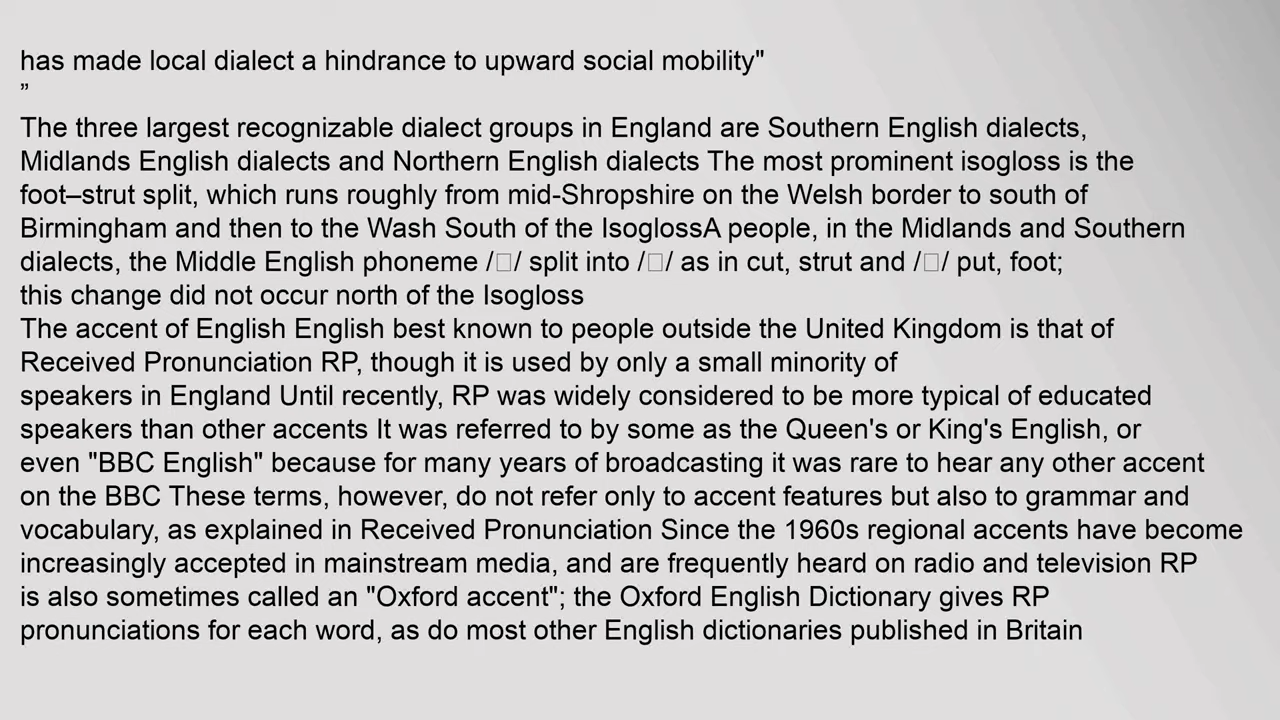 has made local dialect a hindrance to upward social mobility"
”
The three largest recognizable dialect groups in England are Southern English dialects,
Midlands English dialects and Northern English dialects The most prominent isogloss is the
foot–strut split, which runs roughly from mid-Shropshire on the Welsh border to south of
Birmingham and then to the Wash South of the IsoglossA people, in the Midlands and Southern
dialects, the Middle English phoneme /□/ split into /□/ as in cut, strut and /□/ put, foot;
this change did not occur north of the Isogloss
The accent of English English best known to people outside the United Kingdom is that of
Received Pronunciation RP, though it is used by only a small minority of
speakers in England Until recently, RP was widely considered to be more typical of educated
speakers than other accents It was referred to by some as the Queen's or King's English, or
even "BBC English" because for many years of broadcasting it was rare to hear any other accent
on the BBC These terms, however, do not refer only to accent features but also to grammar and
vocabulary, as explained in Received Pronunciation Since the 1960s regional accents have become
increasingly accepted in mainstream media, and are frequently heard on radio and television RP
is also sometimes called an "Oxford accent"; the Oxford English Dictionary gives RP
pronunciations for each word, as do most other English dictionaries published in Britain